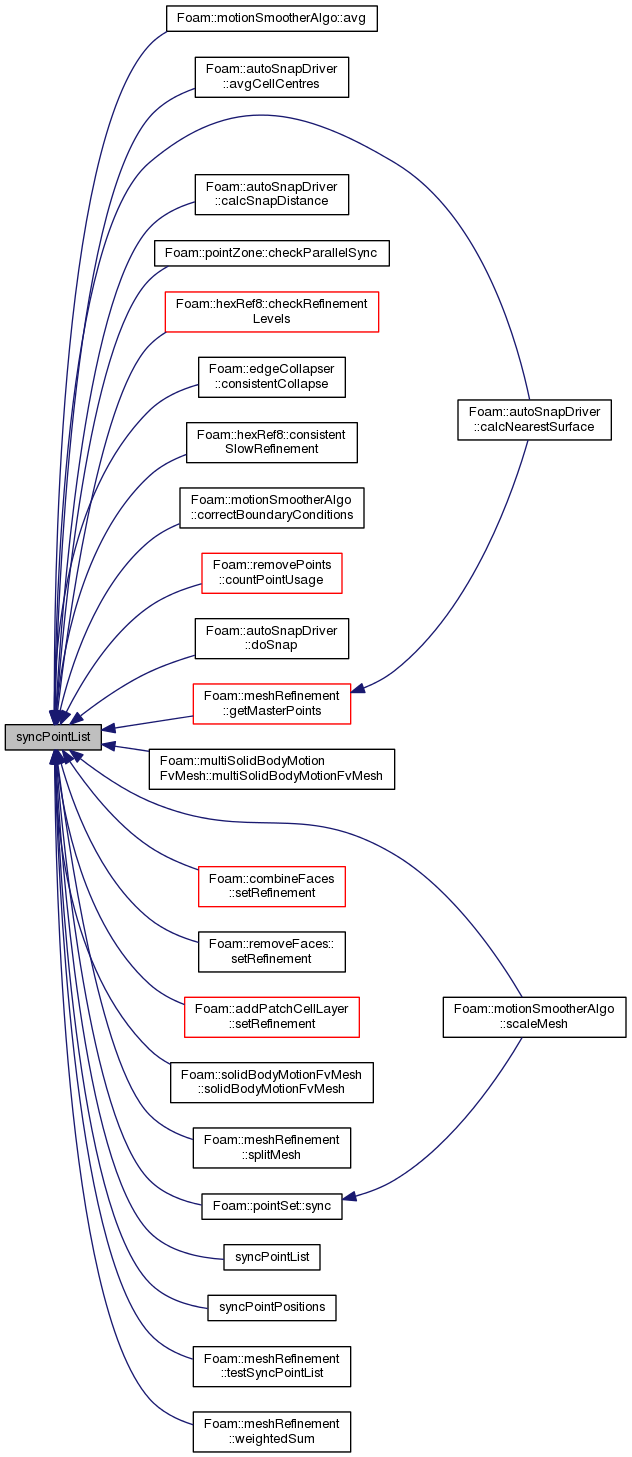 Foam::motionSmootherAlgo::avg
Foam::autoSnapDriver
::avgCellCentres
Foam::autoSnapDriver
::calcSnapDistance
Foam::pointZone::checkParallelSync
Foam::hexRef8::checkRefinement
Levels
Foam::edgeCollapser
::consistentCollapse
Foam::autoSnapDriver
::calcNearestSurface
Foam::hexRef8::consistent
SlowRefinement
Foam::motionSmootherAlgo
::correctBoundaryConditions
Foam::removePoints
::countPointUsage
Foam::autoSnapDriver
::doSnap
Foam::meshRefinement
::getMasterPoints
syncPointList
Foam::multiSolidBodyMotion
FvMesh::multiSolidBodyMotionFvMesh
Foam::combineFaces
::setRefinement
Foam::removeFaces::
setRefinement
Foam::addPatchCellLayer
::setRefinement
Foam::motionSmootherAlgo
::scaleMesh
Foam::solidBodyMotionFvMesh
::solidBodyMotionFvMesh
Foam::meshRefinement
::splitMesh
Foam::pointSet::sync
syncPointList
syncPointPositions
Foam::meshRefinement
::testSyncPointList
Foam::meshRefinement
::weightedSum